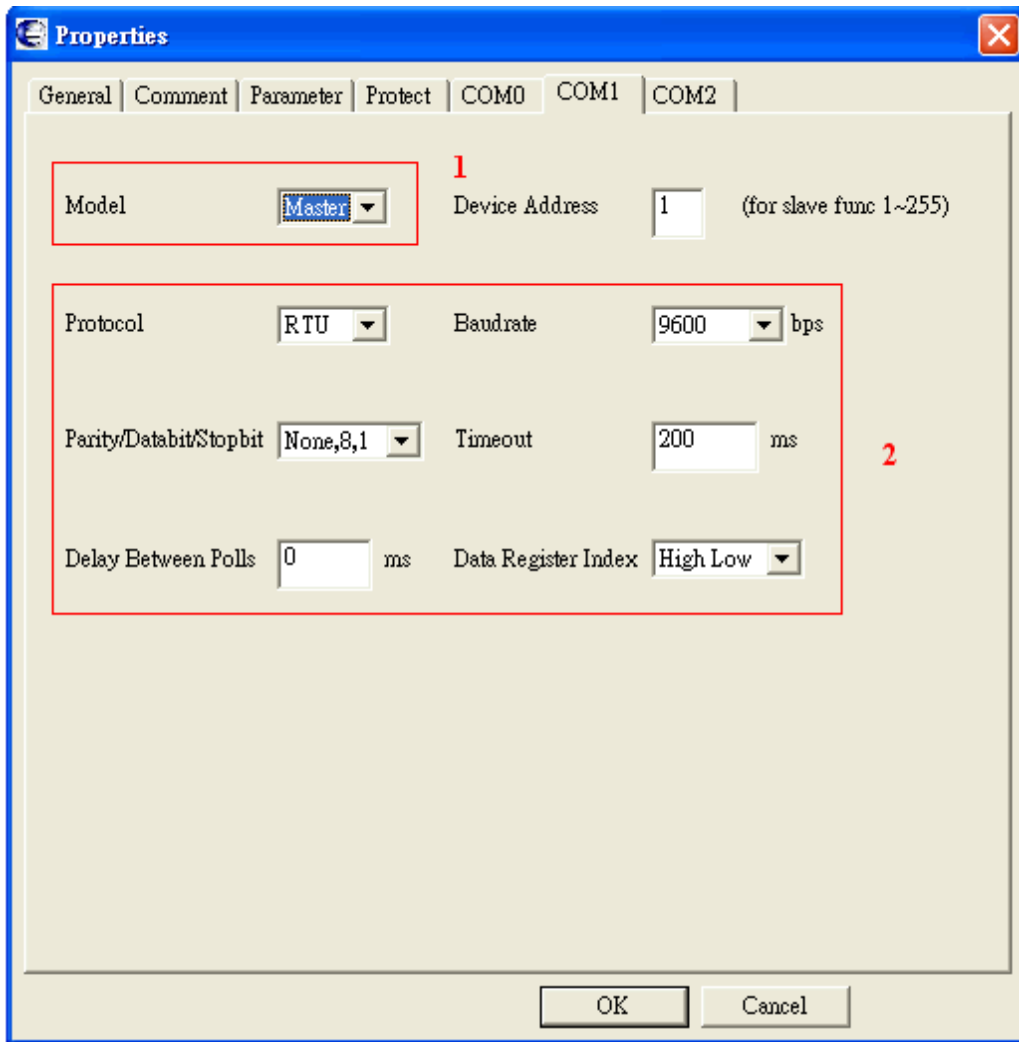 Properties
General Comment Parameter Protect COM0 COM1 COM2
1
Model Master Device Address 1 (for slave func 1~255)
Protocol RTU Baudrate 9600 bps
Parity/Databit/Stopbit None,8,1 Timeout 200 ms
2
Delay Between Polls 0 ms Data Register Index High Low
OK Cancel